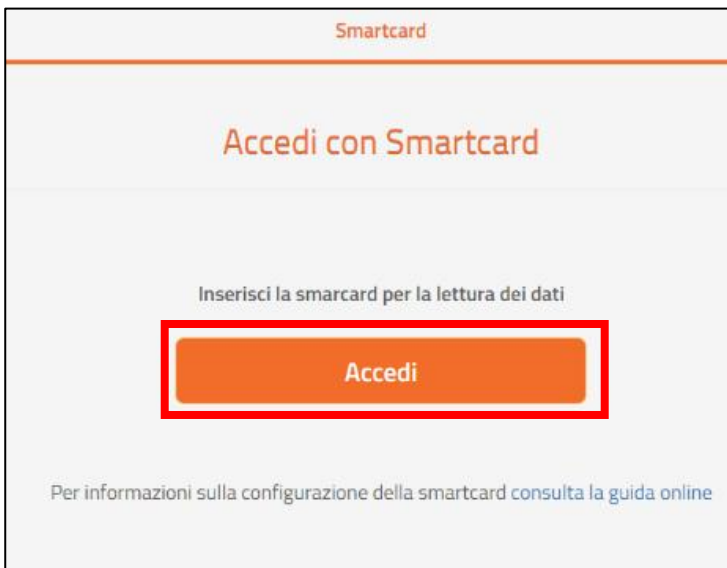 Smartcard
Accedi con Smartcard
Inserisci la smarcard per la lettura dei dati
Accedi
Per informazioni sulla configurazione della smartcard consulta la guida online